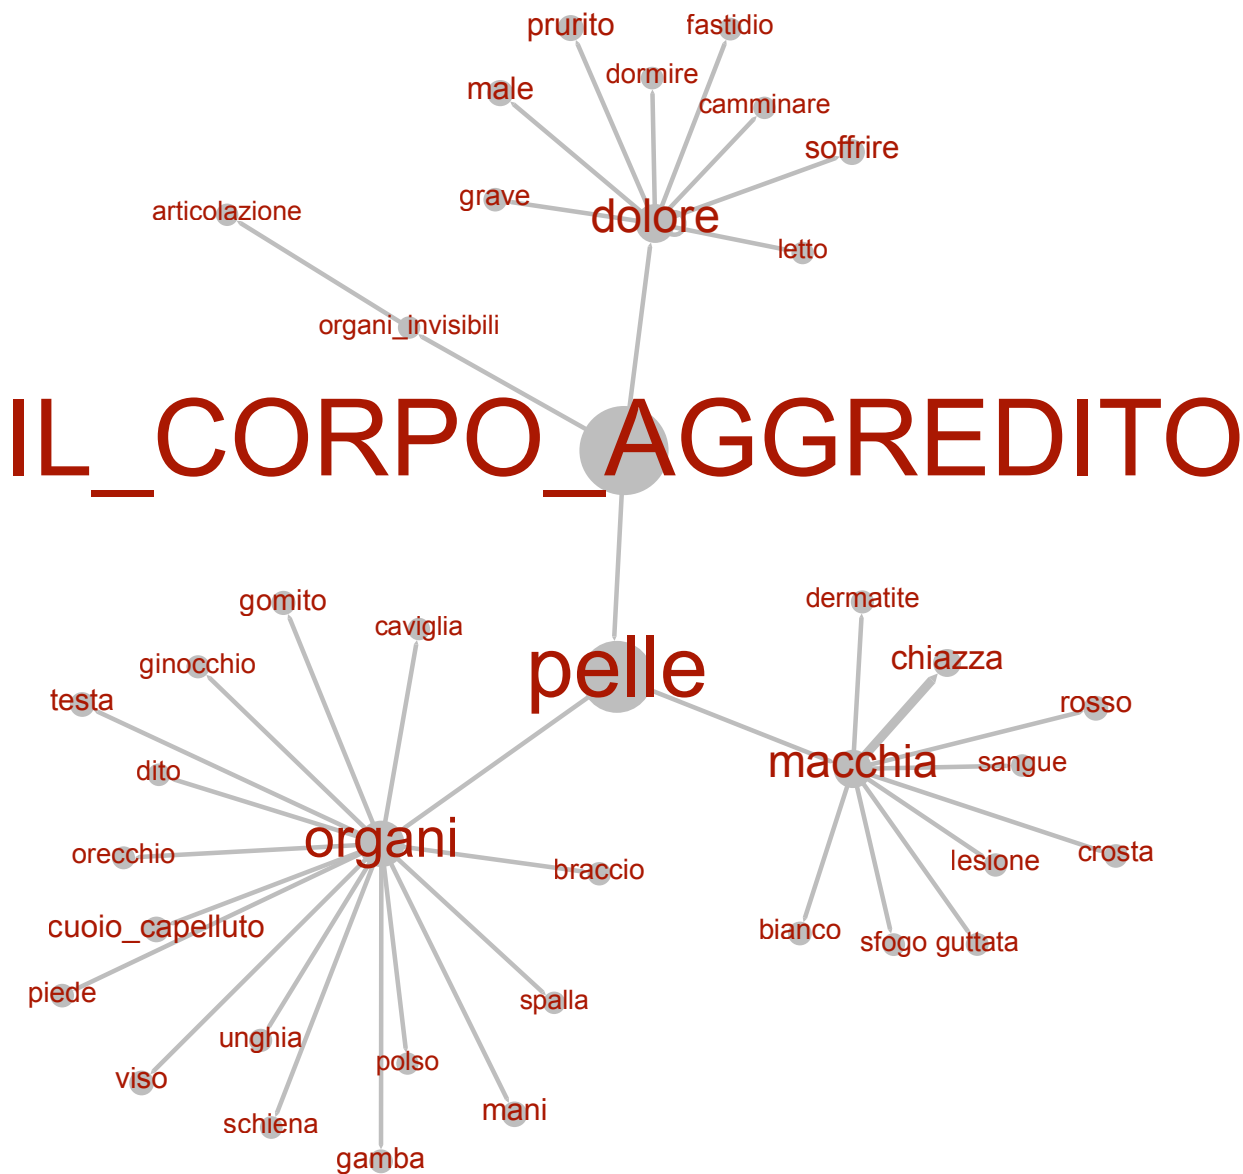 prurito
fastidio
dormire
male
camminare
soffrire
grave
articolazione
dolore
letto
organi_invisibili
IL_CORPO_AGGREDITO
gomito
dermatite
caviglia
chiazza
ginocchio
pelle
testa
rosso
macchia
sangue
dito
organi
orecchio
braccio
lesione
crosta
cuoio_capelluto
bianco
sfogo
guttata
piede
spalla
unghia
polso
viso
mani
schiena
gamba